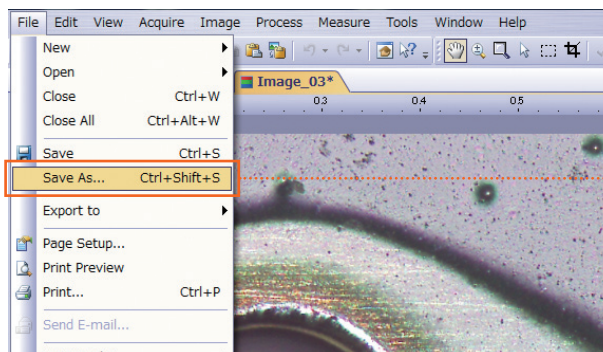 File Edit View Acquire Image Process Measure Tools Window Help
New
Open
Image_03*
Close Ctrl+W
0.3 0.4 0.5
Close All Ctrl+Alt+W
Save Ctrl+S
Save As... Ctrl+Shift+S
Export to
Page Setup...
Print Preview
Print... Ctrl+P
Send E-mail...